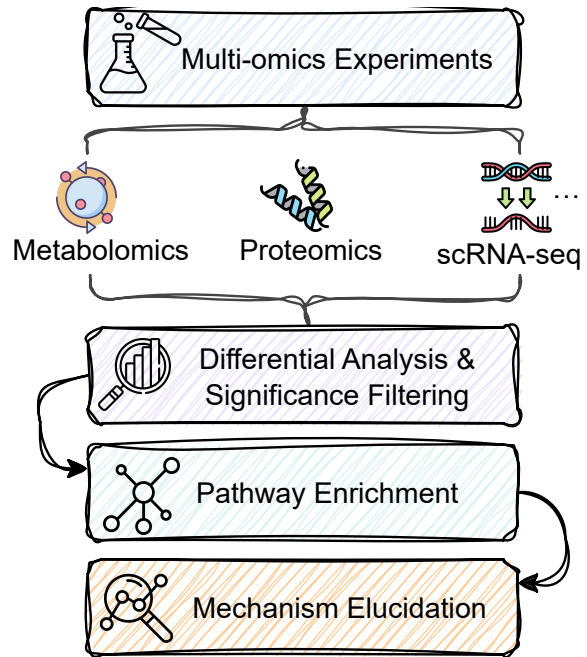 Multi-omics Experiments
Metabolomics
Proteomics
scRNA-seq
...
Differential Analysis &
Significance Filtering
Pathway Enrichment
Mechanism Elucidation